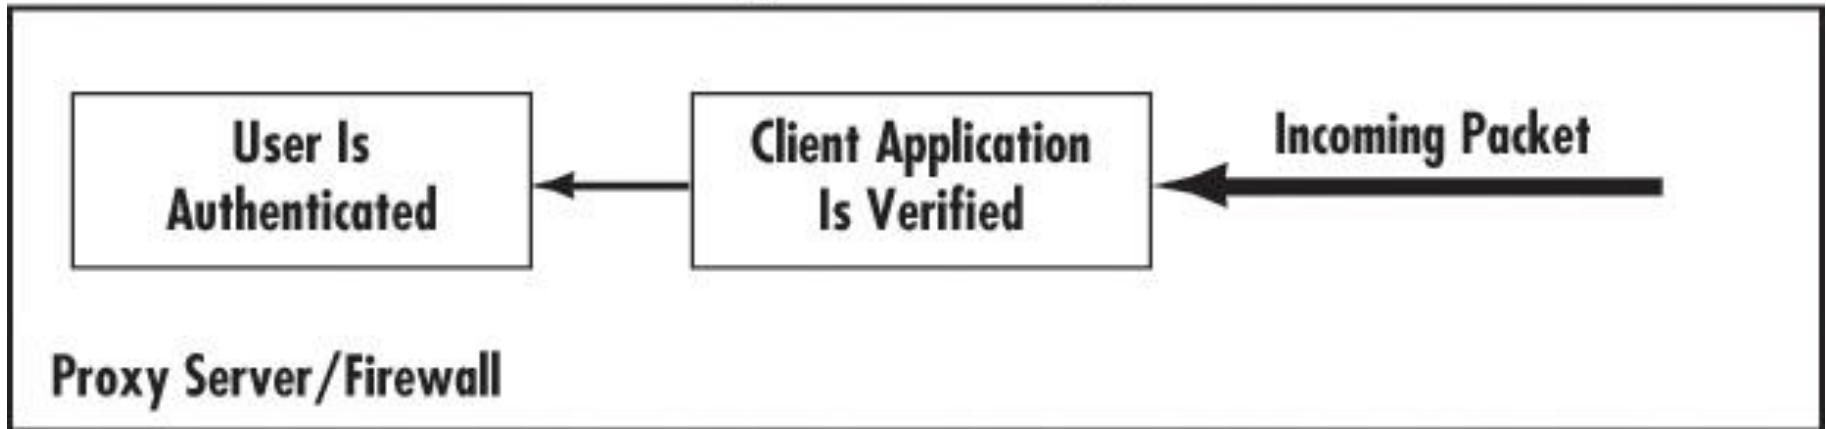 User Is
Authenticated
Client Application
Is Verified
Incoming Packet
Proxy Server/Firewall